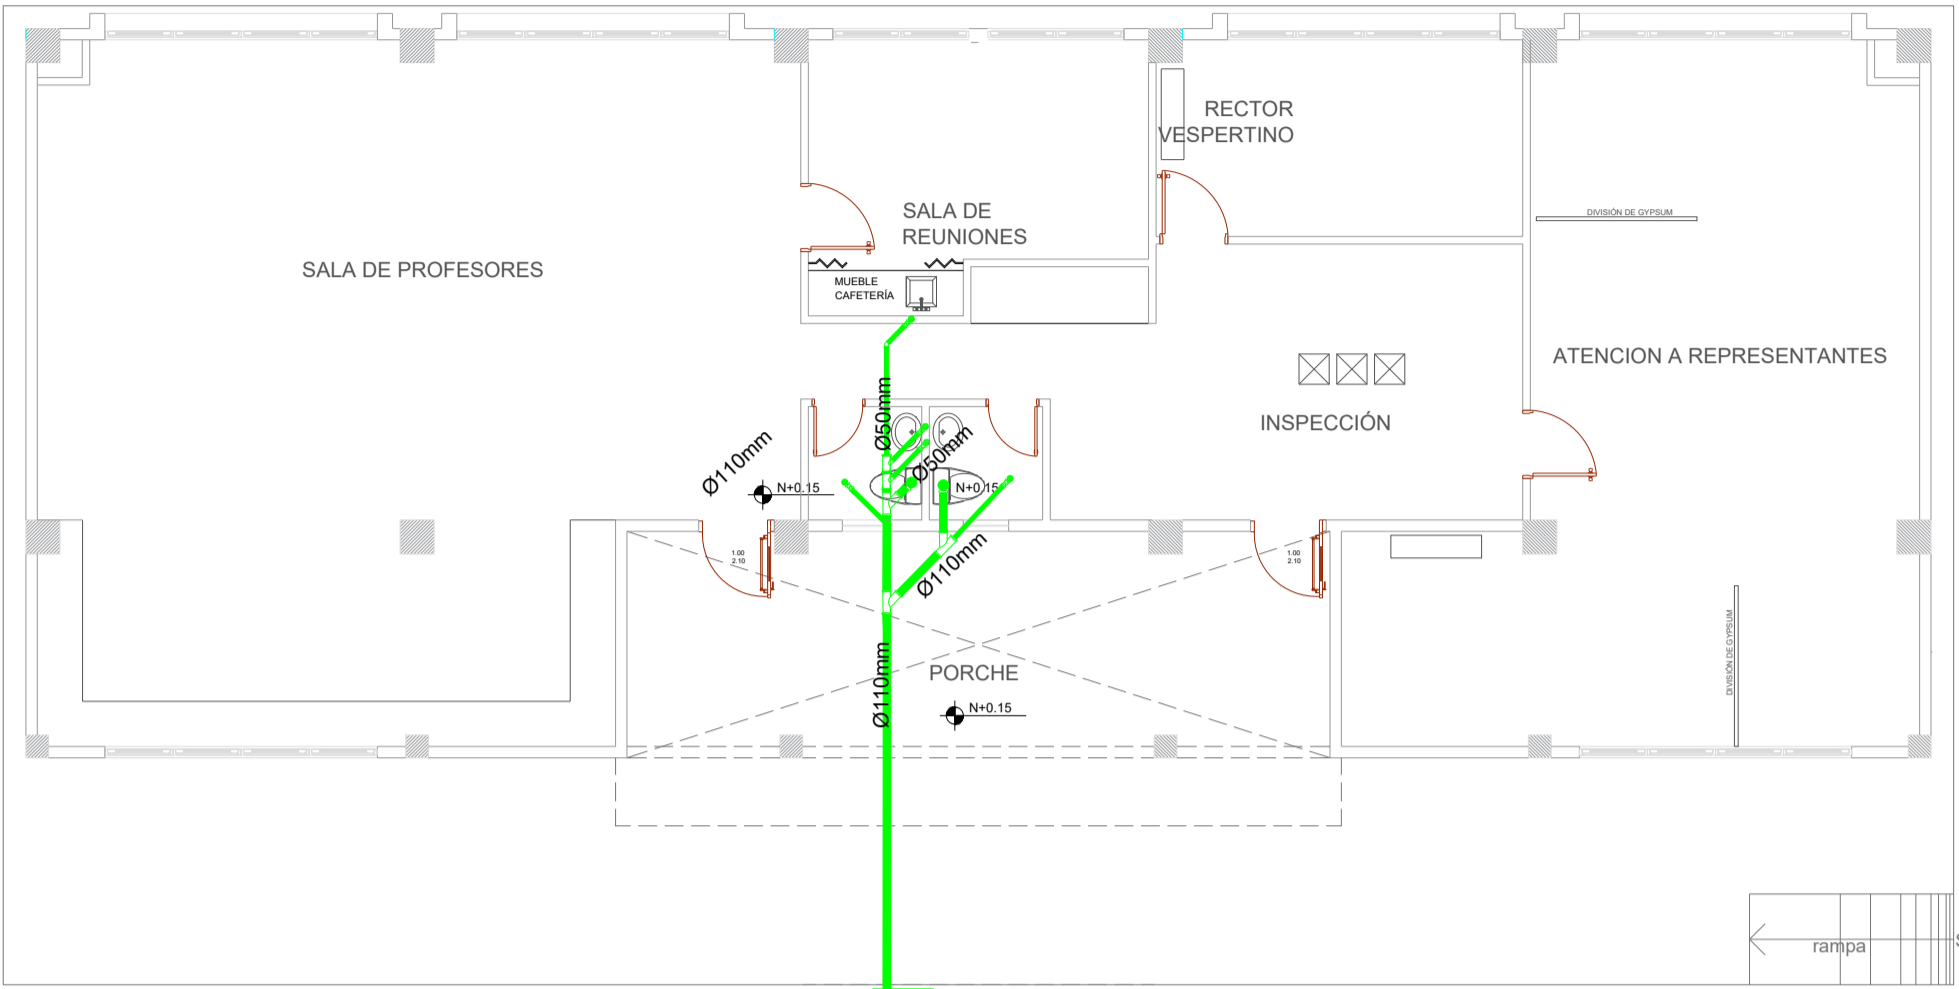 RECTOR
VESPERTINO
SALA DE
REUNIONES
DIVISIÓN DE GYPSUM
SALA DE PROFESORES
MUEBLE
CAFETERÍA
ATENCION A REPRESENTANTES
INSPECCIÓN
Ø50mm
Ø110mm
Ø50mm
N+0.15
N+0.15
1.00
2.10
Ø110mm
1.00
2.10
Ø110mm
PORCHE
N+0.15
DIVISIÓN DE GYPSUM
rampa